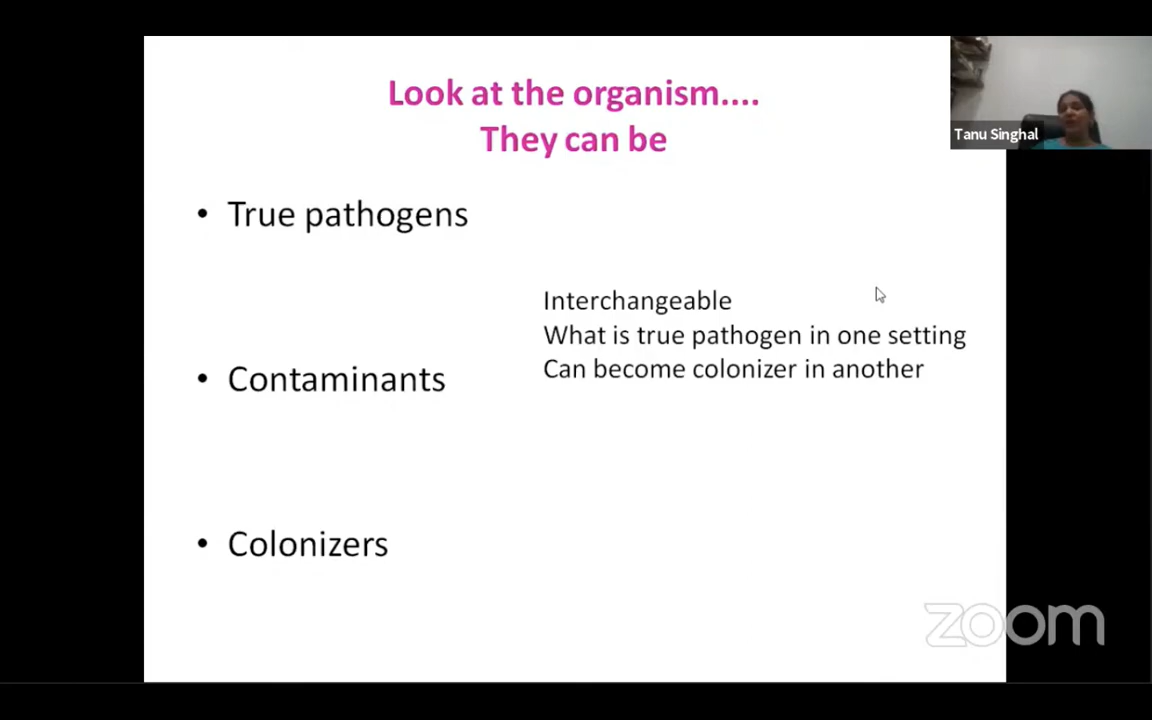 Look at the organism....
They can be
Tanu Singhal
• True pathogens
Interchangeable
What is true pathogen in one setting
Can become colonizer in another
• Contaminants
• Colonizers
zoom